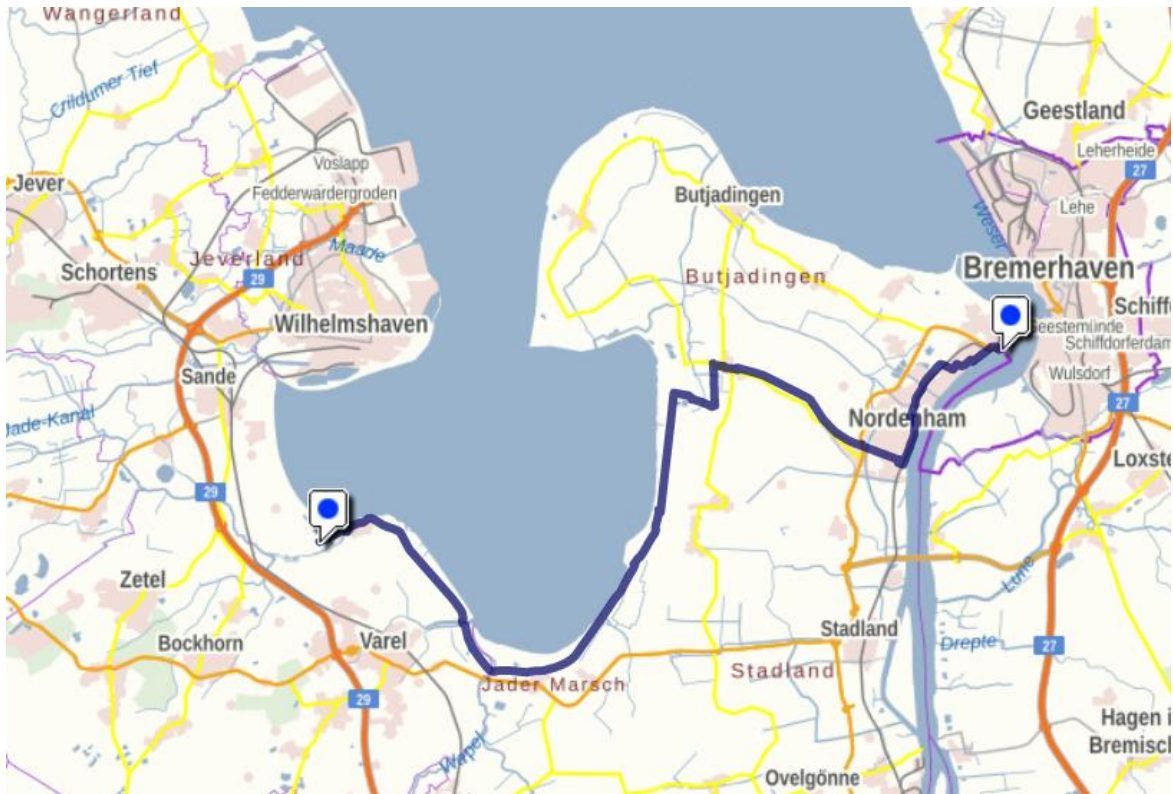 Wangerland
Crildumer Tief
Geestland
Voslapp
Leherheide
27
Jever
Fedderwardergroden
Butjadingen
Lehe
Weser
Maade
Schortens
Jeverland
29
Butjadingen
Bremerhaven
Wilhelmshaven
Schiff
eestemünde
Schiffdorferdam
Sande
Wulsdorf
27
Jade-Kanal
Nordenham
Loxste
29
Zetel
Lune
Bockhorn
Varel
Stadland
Drepte
27
Stadland
Jader Marsch
29
Hagen i
Bremisch
Wapel
Ovelgönne